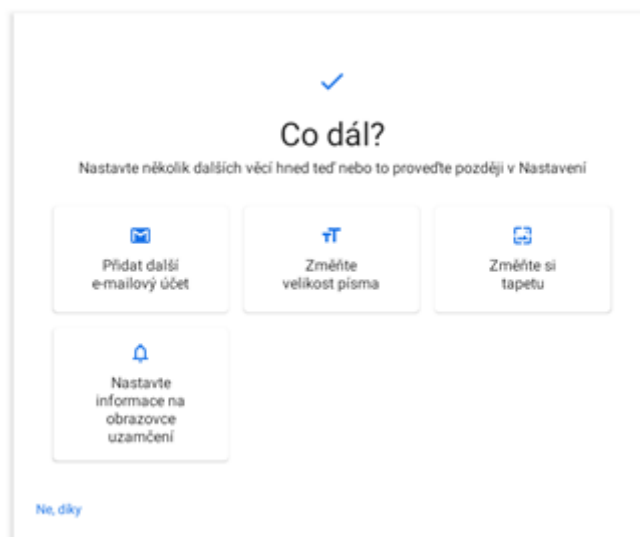 Co dál?
Nastavte několik dalších věcí hned teď nebo to proveďte později v Nastavení
Přidat další
e-mailový účet
Změňte
velikost písma
Změňte si
tapetu
Nastavte
informace na
obrazovce
uzamčení
Ne, díky